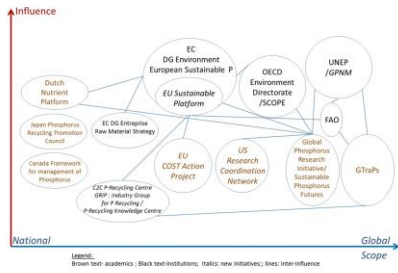 Influence
EC
DG Environment
European Sustainable P
EU Sustainable
Platform
OECD
Environment
Directorate
/SCOPE
UNEP
/GPNM
Dutch
Nutrient
Platform
FAO
Japan Phosphorus
Recycling Promotion
Council
EC DG Entreprise
Raw Material Strategy
Canada Framework
for management of
Phosphorus
EU
COST Action
Project
US
Research
Coordination
Network
Global
Phosphorus
Research
Initiative/
Sustainable
Phosphorus
Futures
GTraPs
C2C P-Recycling Centre
GRIP : Industry Group
for P Recycling /
P-Recycling Knowledge Centre
National
Global
Scope
Legend:
Brown text- academics ; Black text-Institutions; Italics: new initiatives ; lines: inter-influence